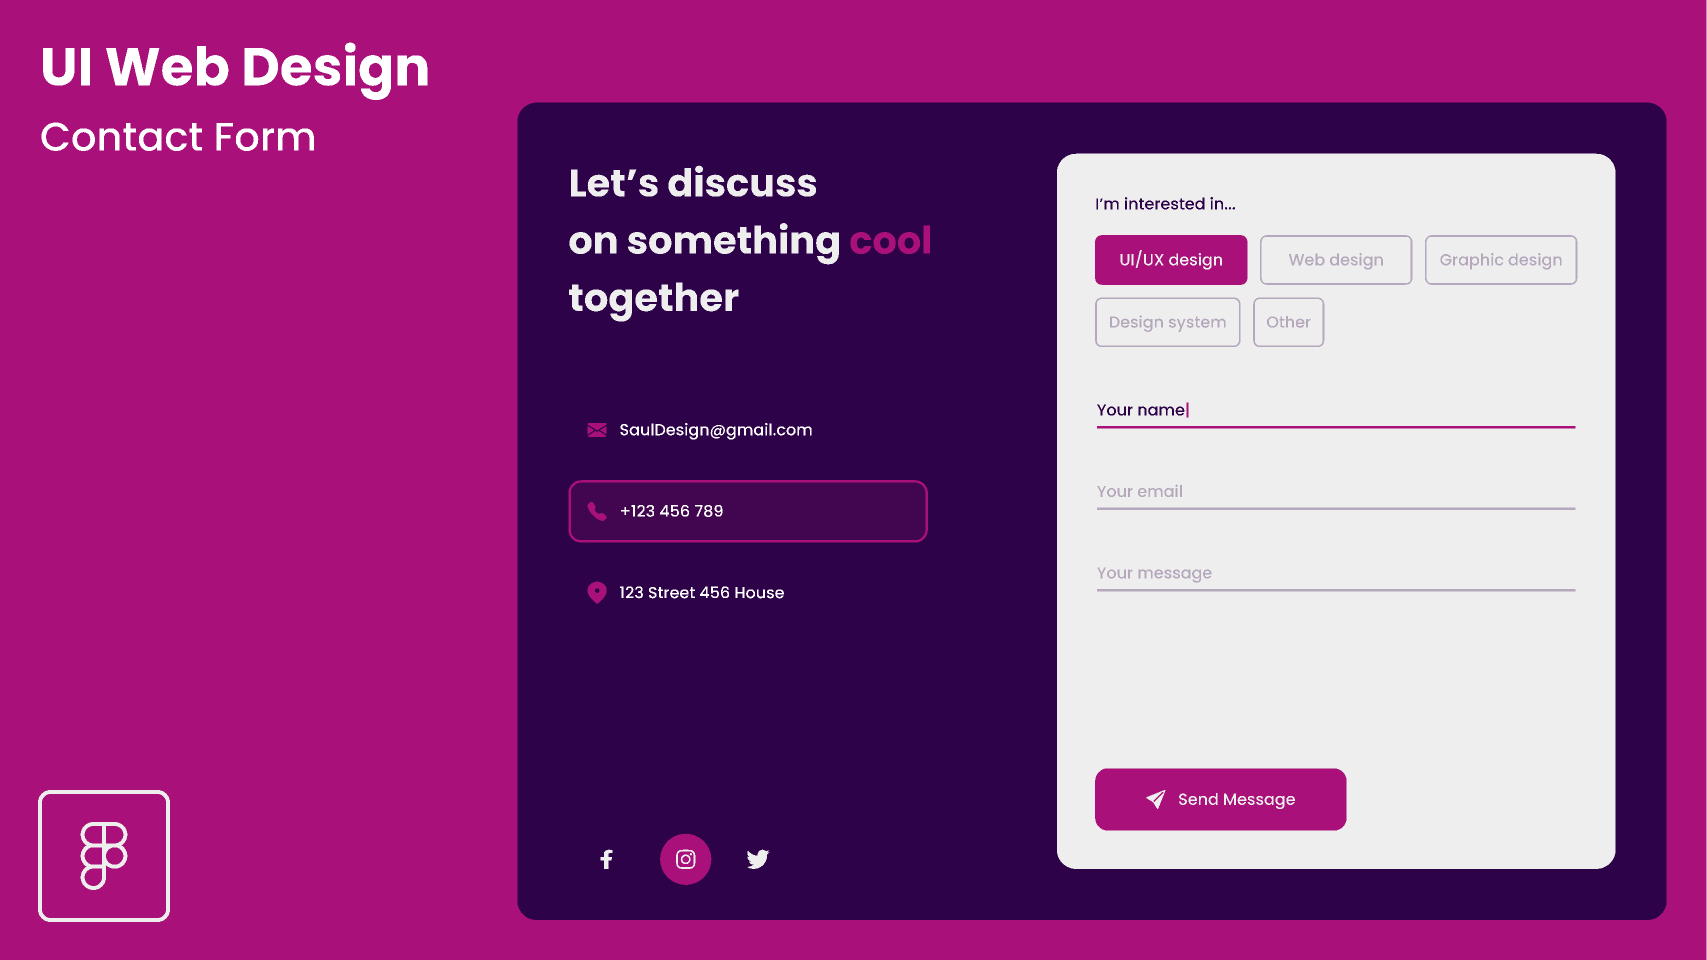 UI Web Design
Contact Form
Let’s discuss
on something cool
together
SaulDesign@gmail.com
+123 456 789
123 Street 456 House
I’m interested in...
UI/UX design
Web design
Graphic design
Design system
Other
Your name
Your email
Your message
Send Message